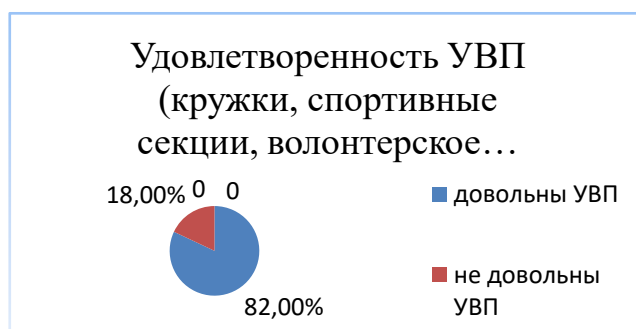 Удовлетворенность УВП
(кружки, спортивные
секции, волонтерское…
18,00% 0 0
довольны УВП
не довольны
УВП
82,00%